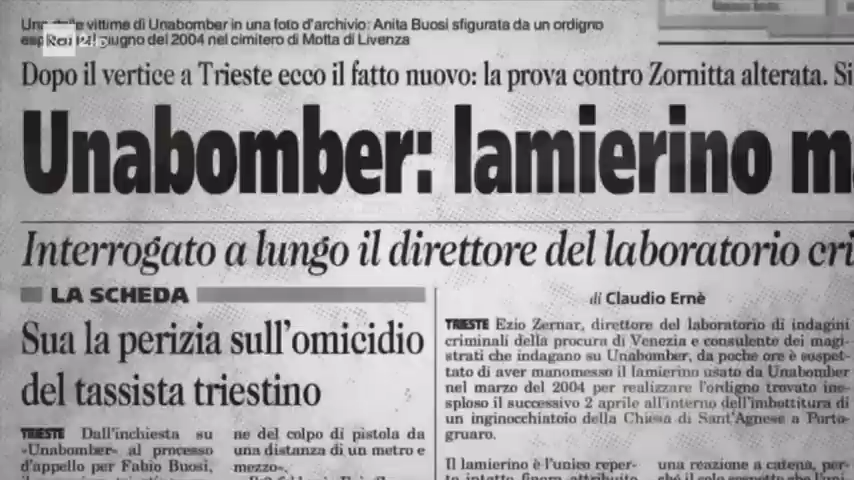 Una delle vittime di Unabomber in una foto d'archivio: Anita Buosi sfigurata da un ordigno
giugno del 2004 nel cimitero di Motta di Livenza
Rai
Dopo il vertice a Trieste ecco il fatto nuovo: la prova contro Zornitta alterata. Si
Unabomber: lamierino m
Interrogato a lungo il direttore del laboratorio cri
LA SCHEDA
Sua la perizia sull'omicidio
del tassista triestino
TRIESTE Dall'inchiesta su
«Unabomber» al processo
d'appello per Fabio Buosi,
ne del colpo di pistola da
una distanza di un metro e
mezzo».
di Claudio Ernè
TRIESTE Ezio Zernar, direttore del laboratorio di indagini
criminali della procura di Venezia e consulente dei magi-
strati che indagano su Unabomber, da poche ore è sospet-
tato di aver manomesso il lamierino usato da Unabomber
nel marzo del 2004 per realizzare l'ordigno trovato ine-
sploso il successivo 2 aprile all'interno dell'imbottitura di
un inginocchiatoio della Chiesa di Sant'Agnese a Porto-
gruaro.
Il lamierino è l'unico reper-
una reazione a catena, per-